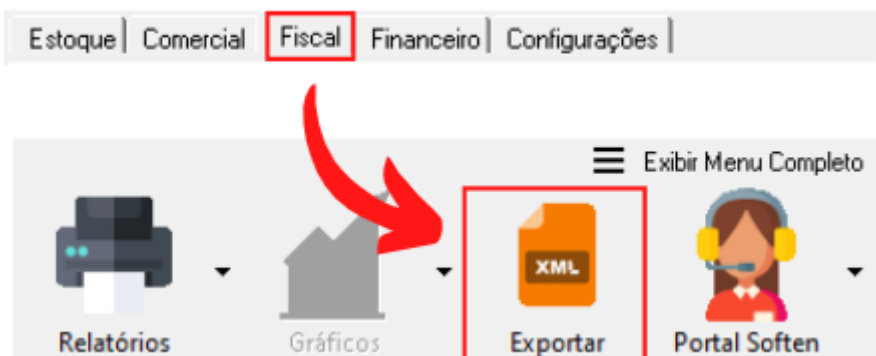 Estoque Comercial Fiscal Financeiro Configurações
Exibir Menu Completo
XML
Relatórios Gráficos Exportar Portal Soften